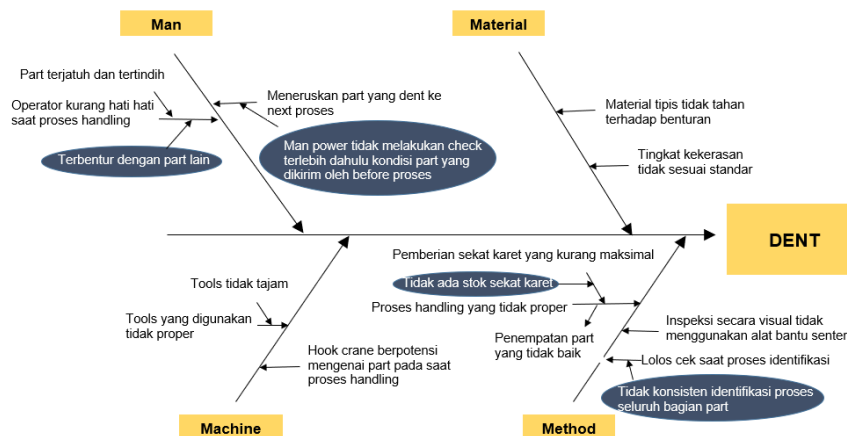 Man
Material
Part terjatuh dan tertindih
Operator kurang hati hati
saat proses handling
Terbentur dengan part lain
Meneruskan part yang dent ke
next proses
Man power tidak melakukan check
terlebih dahulu kondisi part yang
dikirim oleh before proses
Material tipis tidak tahan
terhadap benturan
Tingkat kekerasan
tidak sesuai standar
DENT
Tools tidak tajam
Tools yang digunakan
tidak proper
Hook crane berpotensi
mengenai part pada saat
proses handling
Pemberian sekat karet yang kurang maksimal
Tidak ada stok sekat karet
Proses handling yang tidak proper
Penempatan part
yang tidak baik
Inspeksi secara visual tidak
menggunakan alat bantu senter
Lolos cek saat proses identifikasi
Tidak konsisten identifikasi proses
seluruh bagian part
Machine
Method